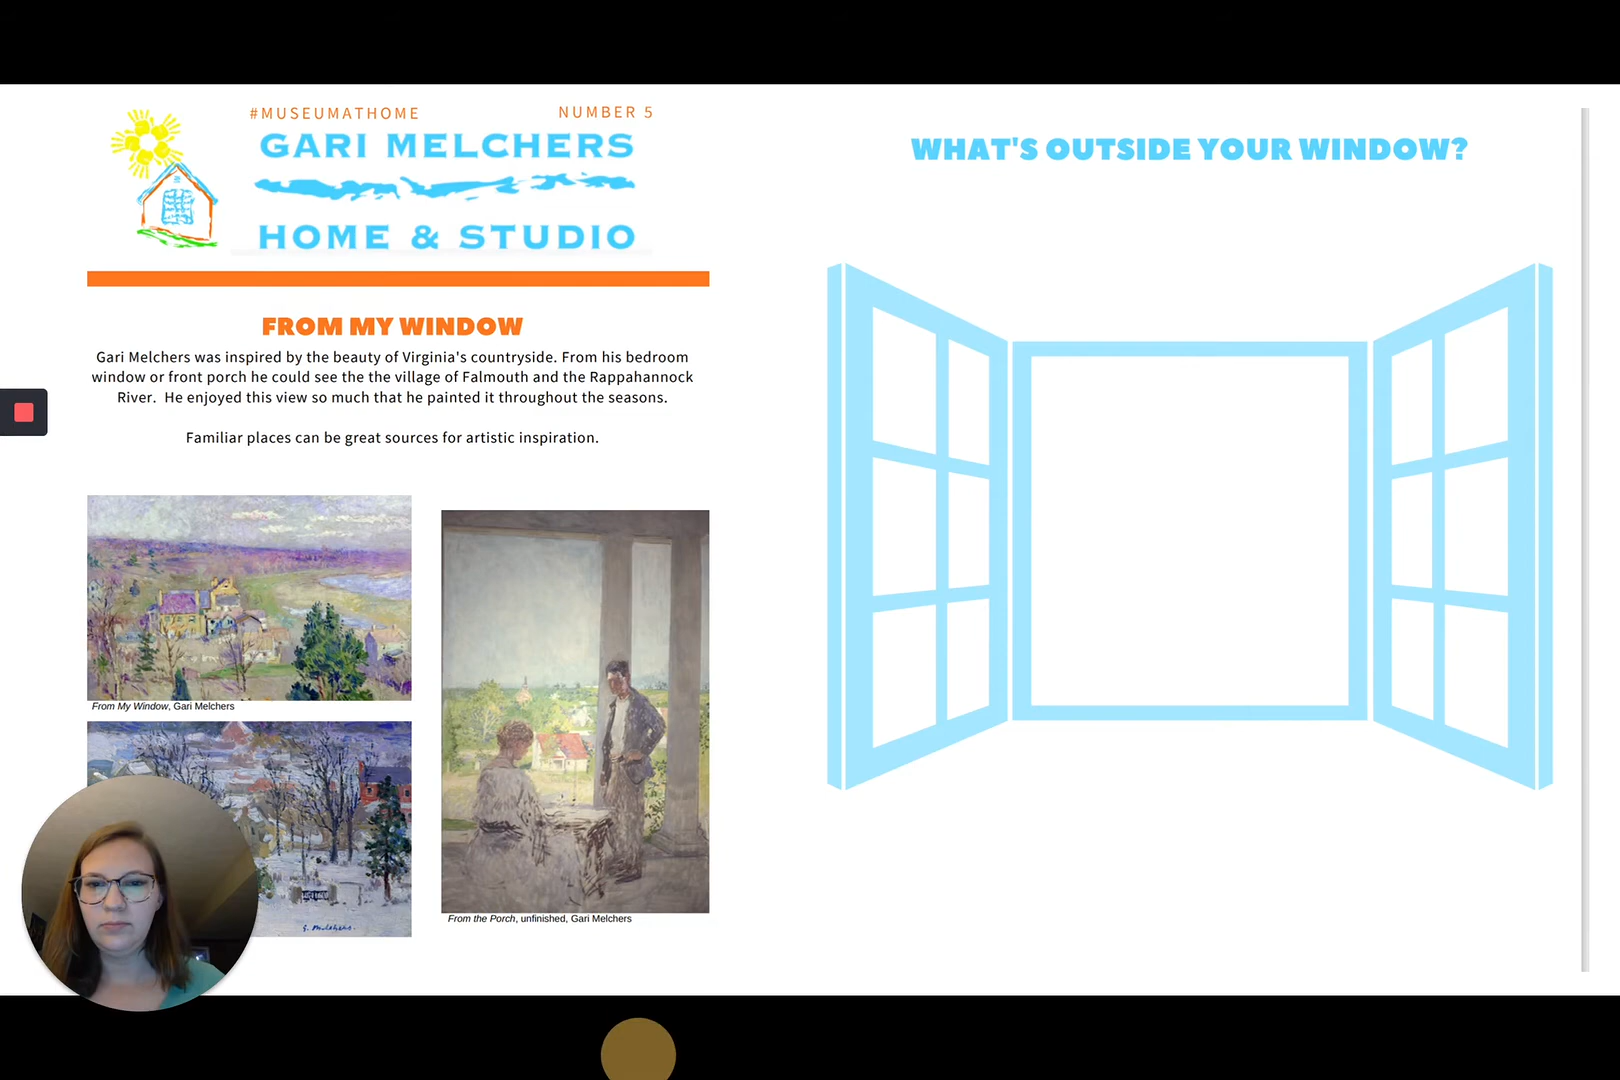 #MUSEUMATHOME
NUMBER 5
GARI MELCHERS
HOME & STUDIO
FROM MY WINDOW
Gari Melchers was inspired by the beauty of Virginia's countryside. From his bedroom
window or front porch he could see the the village of Falmouth and the Rappahannock
River. He enjoyed this view so much that he painted it throughout the seasons.
Familiar places can be great sources for artistic inspiration.
From My Window, Gari Melchers
G. Melchers.
From the Porch, unfinished, Gari Melchers
WHAT'S OUTSIDE YOUR WINDOW?